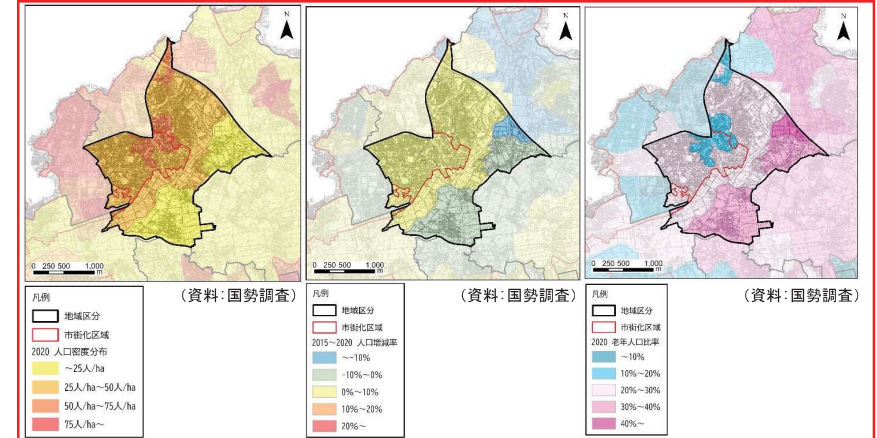 N
0 250 500 1,000
m
(資料:国勢調査)
凡例
地域区分
市街化区域
2020 人口密度分布
~25人/ha
25人/ha~50人/ha
50人/ha~75人/ha
75人/ha~
N
0 250 500 1,000
m
(資料:国勢調査)
凡例
地域区分
市街化区域
2015~2020 人口増減率
~-10%
-10%~0%
0%~10%
10%~20%
20%~
N
0 250 500 1,000
m
(資料:国勢調査)
凡例
地域区分
市街化区域
2020 老年人口比率
~10%
10%~20%
20%~30%
30%~40%
40%~